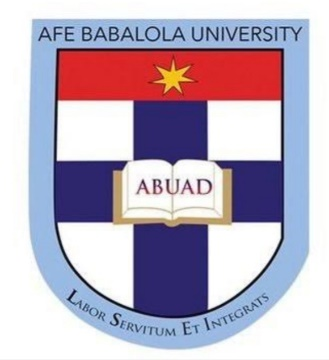 AFE BABALOLA UNIVERSITY
ABUAD
LABOR SERVITUM ET INTEGRATS